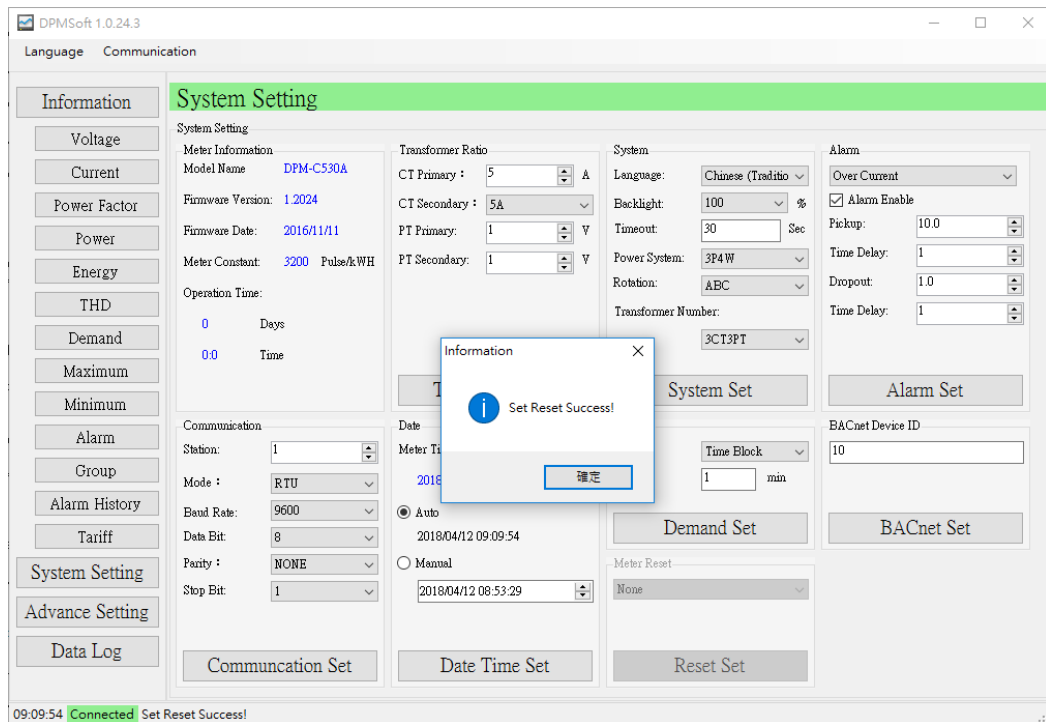 DPMSoft 1.0.24.3
Language Communication
Information
Voltage
Current
Power Factor
Power
Energy
THD
Demand
Maximum
Minimum
Alarm
Group
Alarm History
Tariff
System Setting
Advance Setting
Data Log
System Setting
System Setting
Meter Information
Model Name DPM-C530A
Firmware Version: 1.2024
Firmware Date: 2016/11/11
Meter Constant: 3200 Pulse/kWH
Operation Time:
0 Days
0:0 Time
Transformer Ratio
CT Primary : 5 A
CT Secondary : 5A
PT Primary: 1 V
PT Secondary: 1 V
System
Language: Chinese (Traditio
Backlight: 100 %
Timeout: 30 Sec
Power System: 3P4W
Rotation: ABC
Transformer Number:
3CT3PT
System Set
Alarm
Over Current
Alarm Enable
Pickup: 10.0
Time Delay: 1
Dropout: 1.0
Time Delay: 1
Alarm Set
Information
Set Reset Success!
確定
Communication
Station: 1
Mode : RTU
Baud Rate: 9600
Data Bit: 8
Parity : NONE
Stop Bit: 1
Communcation Set
Date
Meter Ti
2018
Auto
2018/04/12 09:09:54
Manual
2018/04/12 08:53:29
Date Time Set
Time Block
1 min
Demand Set
Meter Reset
None
Reset Set
BACnet Device ID
10
BACnet Set
09:09:54 Connected Set Reset Success!